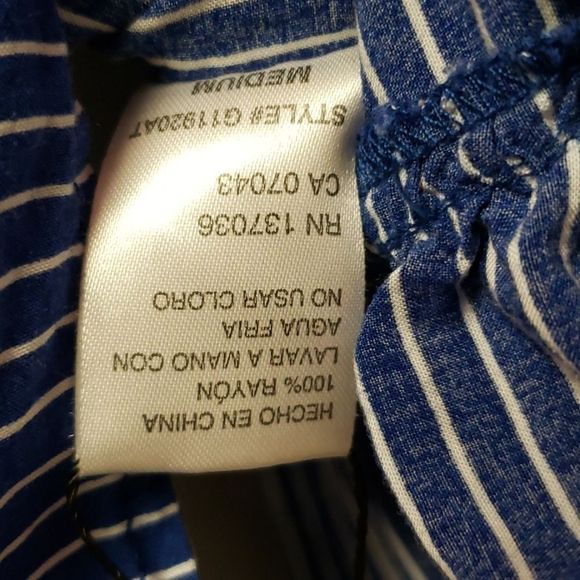 HECHO EN CHINA
100% RAYÓN
LAVAR A MANO CON
AGUA FRIA
NO USAR CLORO
RN 137036
CA 07043
STYLE# G11920AT
MEDIUM